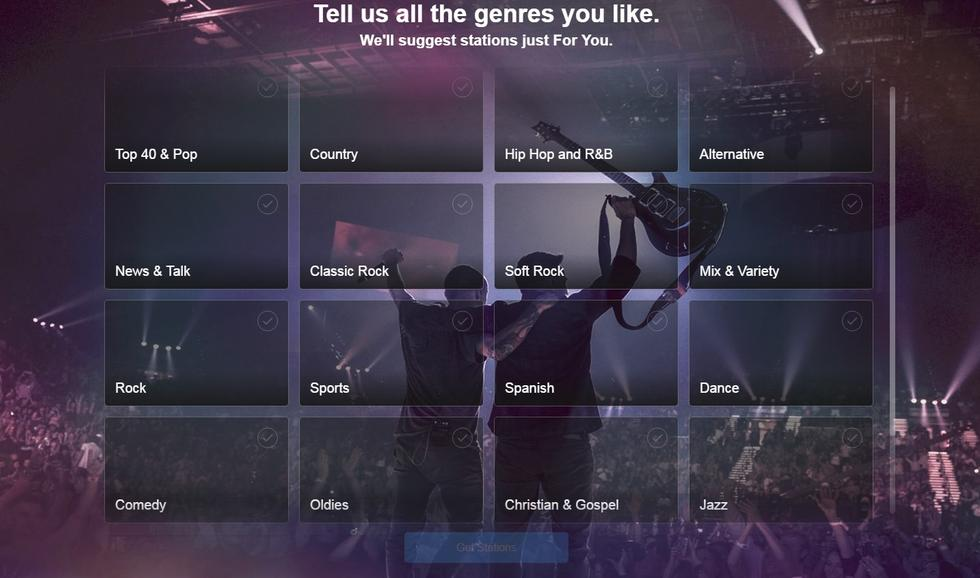 Tell us all the genres you like.
We'll suggest stations just For You.
Top 40 & Pop
Country
Hip Hop and R&B
Alternative
News & Talk
Classic Rock
Soft Rock
Mix & Variety
Rock
Sports
Spanish
Dance
Comedy
Oldies
Christian & Gospel
Jazz
Get Stations